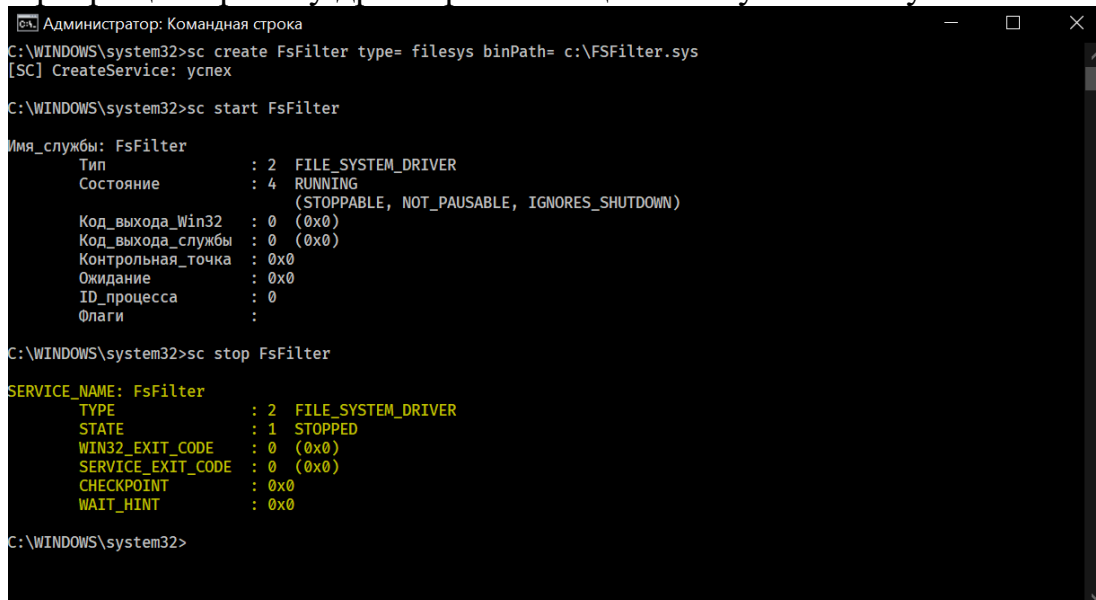 Администратор: Командная строка
C:\WINDOWS\system32>sc create FsFilter type= filesys binPath= c:\FSFilter.sys
[SC] CreateService: успех
C:\WINDOWS\system32>sc start FsFilter
Имя_службы: FsFilter
Тип : 2 FILE_SYSTEM_DRIVER
Состояние : 4 RUNNING
(STOPPABLE, NOT_PAUSABLE, IGNORES_SHUTDOWN)
Код_выхода_Win32 : 0 (0x0)
Код_выхода_службы : 0 (0x0)
Контрольная_точка : 0x0
Ожидание : 0x0
ID_процесса : 0
Флаги :
C:\WINDOWS\system32>sc stop FsFilter
SERVICE_NAME: FsFilter
TYPE : 2 FILE_SYSTEM_DRIVER
STATE : 1 STOPPED
WIN32_EXIT_CODE : 0 (0x0)
SERVICE_EXIT_CODE : 0 (0x0)
CHECKPOINT : 0x0
WAIT_HINT : 0x0
C:\WINDOWS\system32>